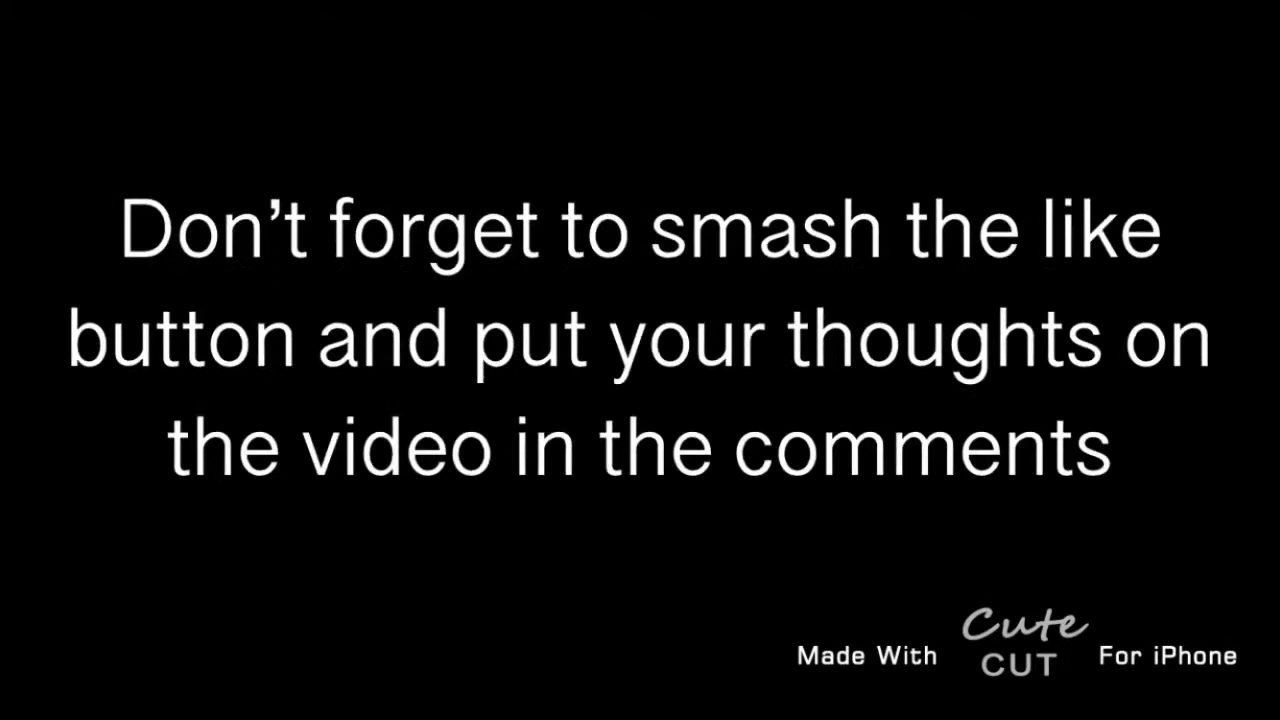 Don’t forget to smash the like
button and put your thoughts on
the video in the comments
Made With Cute CUT For iPhone